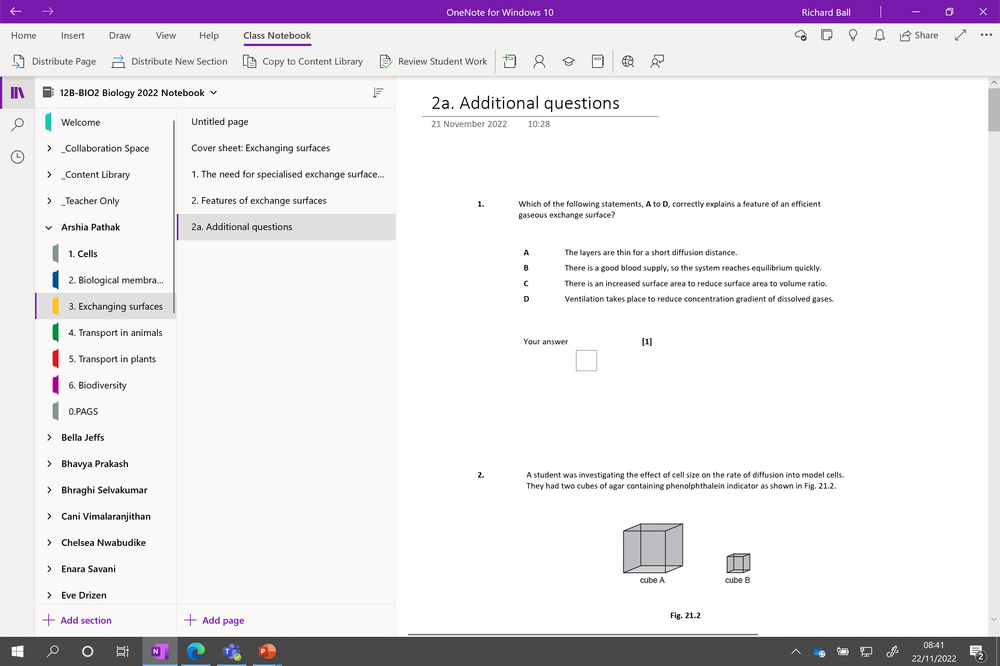 OneNote for Windows 10
Richard Ball
Home
Insert
Draw
View
Help
Class Notebook
Share
Distribute Page
Distribute New Section
Copy to Content Library
Review Student Work
12B-BIO2 Biology 2022 Notebook
Welcome
_Collaboration Space
_Content Library
_Teacher Only
Arshia Pathak
1. Cells
2. Biological membra...
3. Exchanging surfaces
4. Transport in animals
5. Transport in plants
6. Biodiversity
0.PAGS
Bella Jeffs
Bhavya Prakash
Bhraghi Selvakumar
Cani Vimalaranjithan
Chelsea Nwabudike
Enara Savani
Eve Drizen
Add section
Untitled page
Cover sheet: Exchanging surfaces
1. The need for specialised exchange surface...
2. Features of exchange surfaces
2a. Additional questions
Add page
2a. Additional questions
21 November 2022 10:28
1. Which of the following statements, A to D, correctly explains a feature of an efficient
gaseous exchange surface?
A The layers are thin for a short diffusion distance.
B There is a good blood supply, so the system reaches equilibrium quickly.
C There is an increased surface area to reduce surface area to volume ratio.
D Ventilation takes place to reduce concentration gradient of dissolved gases.
Your answer [1]
2. A student was investigating the effect of cell size on the rate of diffusion into model cells.
They had two cubes of agar containing phenolphthalein indicator as shown in Fig. 21.2.
cube A
cube B
Fig. 21.2
N
T
P
08:41
22/11/2022
2